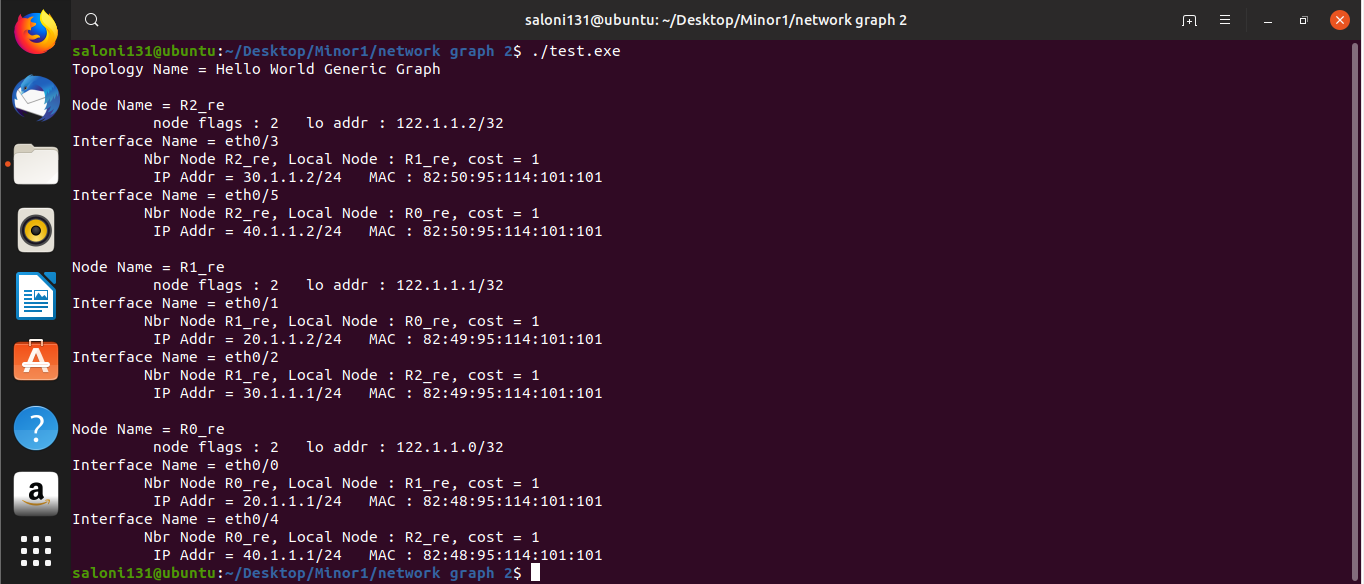 saloni131@ubuntu: ~/Desktop/Minor1/network graph 2
saloni131@ubuntu:~/Desktop/Minor1/network graph 2$ ./test.exe
Topology Name = Hello World Generic Graph

Node Name = R2_re
         node flags : 2   lo addr : 122.1.1.2/32
Interface Name = eth0/3
        Nbr Node R2_re, Local Node : R1_re, cost = 1
         IP Addr = 30.1.1.2/24   MAC : 82:50:95:114:101:101
Interface Name = eth0/5
        Nbr Node R2_re, Local Node : R0_re, cost = 1
         IP Addr = 40.1.1.2/24   MAC : 82:50:95:114:101:101

Node Name = R1_re
         node flags : 2   lo addr : 122.1.1.1/32
Interface Name = eth0/1
        Nbr Node R1_re, Local Node : R0_re, cost = 1
         IP Addr = 20.1.1.2/24   MAC : 82:49:95:114:101:101
Interface Name = eth0/2
        Nbr Node R1_re, Local Node : R2_re, cost = 1
         IP Addr = 30.1.1.1/24   MAC : 82:49:95:114:101:101

Node Name = R0_re
         node flags : 2   lo addr : 122.1.1.0/32
Interface Name = eth0/0
        Nbr Node R0_re, Local Node : R1_re, cost = 1
         IP Addr = 20.1.1.1/24   MAC : 82:48:95:114:101:101
Interface Name = eth0/4
        Nbr Node R0_re, Local Node : R2_re, cost = 1
         IP Addr = 40.1.1.1/24   MAC : 82:48:95:114:101:101
saloni131@ubuntu:~/Desktop/Minor1/network graph 2$
?
a